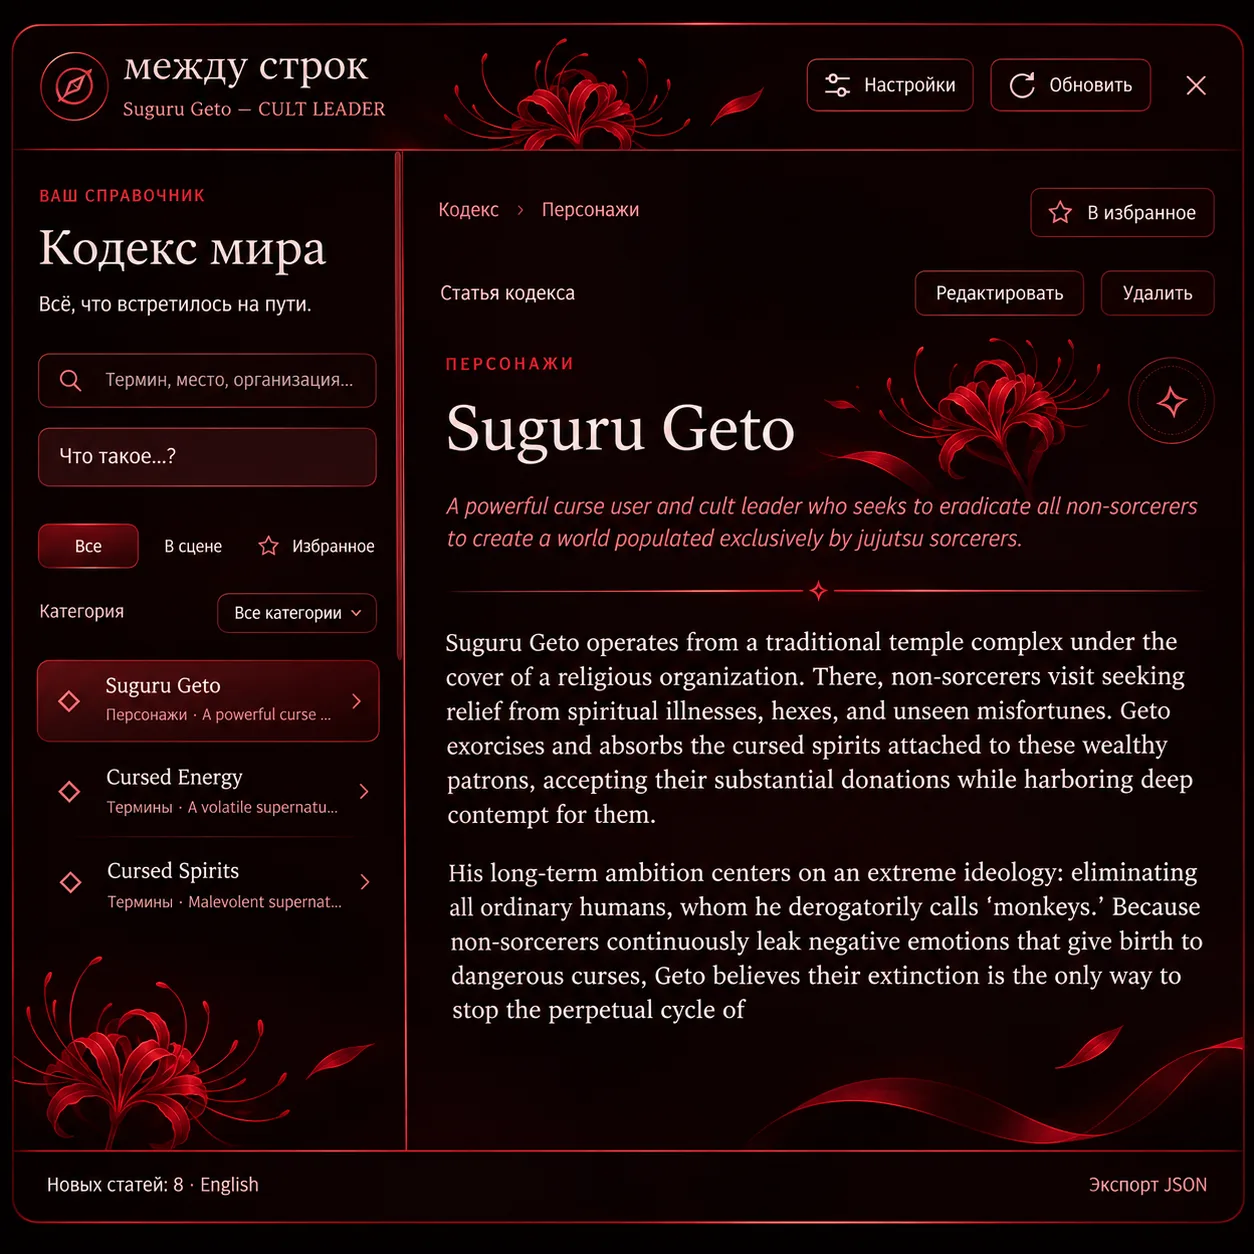 между строк
Suguru Geto — CULT LEADER
Настройки
Обновить
ВАШ СПРАВОЧНИК
Кодекс мира
Всё, что встретилось на пути.
Термин, место, организация...
Что такое...?
Все
В сцене
Избранное
Категория
Все категории
Suguru Geto
Персонажи · A powerful curse ...
Cursed Energy
Термины · A volatile supernatu...
Cursed Spirits
Термины · Malevolent supernat...
Кодекс > Персонажи
В избранное
Статья кодекса
Редактировать
Удалить
ПЕРСОНАЖИ
Suguru Geto
A powerful curse user and cult leader who seeks to eradicate all non-sorcerers
to create a world populated exclusively by jujutsu sorcerers.
Suguru Geto operates from a traditional temple complex under the
cover of a religious organization. There, non-sorcerers visit seeking
relief from spiritual illnesses, hexes, and unseen misfortunes. Geto
exorcises and absorbs the cursed spirits attached to these wealthy
patrons, accepting their substantial donations while harboring deep
contempt for them.
His long-term ambition centers on an extreme ideology: eliminating
all ordinary humans, whom he derogatorily calls ‘monkeys.’ Because
non-sorcerers continuously leak negative emotions that give birth to
dangerous curses, Geto believes their extinction is the only way to
stop the perpetual cycle of
Новых статей: 8 · English
Экспорт JSON